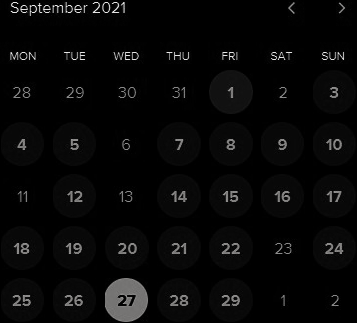 September 2021
MON TUE WED THU FRI SAT SUN
28 29 30 31 1 2 3
4 5 6 7 8 9 10
11 12 13 14 15 16 17
18 19 20 21 22 23 24
25 26 27 28 29 1 2